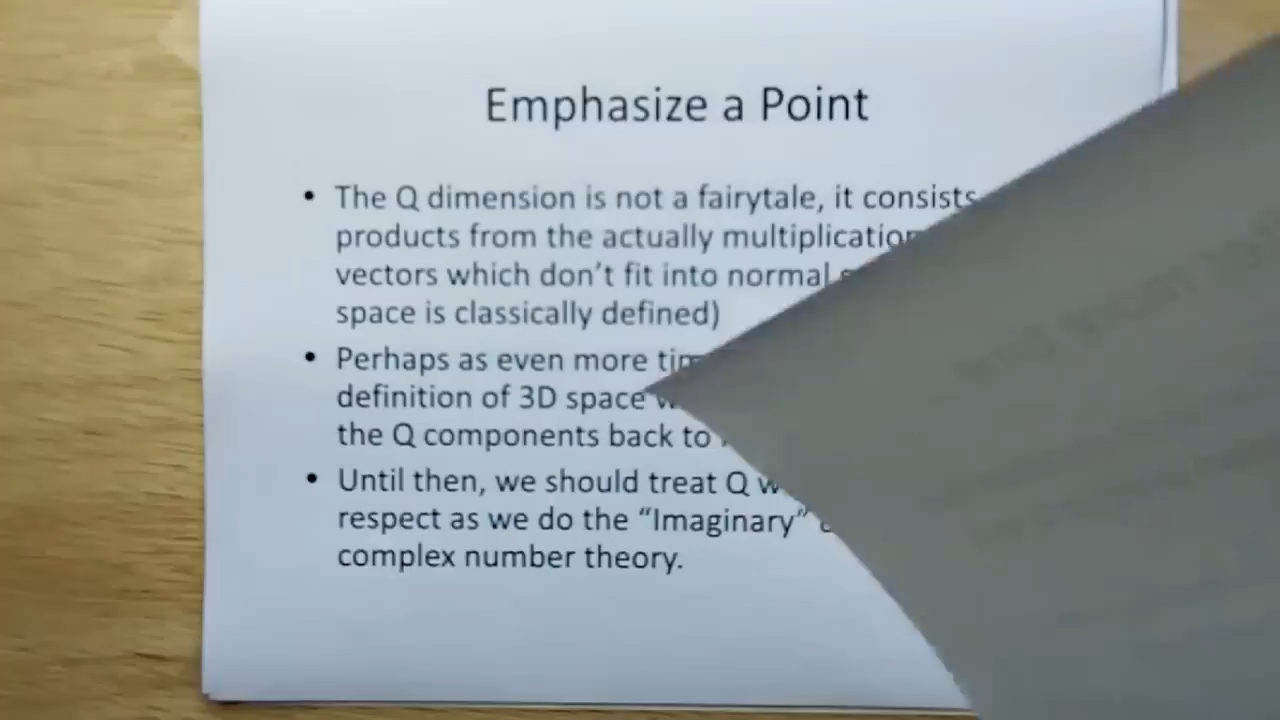 Emphasize a Point
• The Q dimension is not a fairytale, it consists
products from the actually multiplication
vectors which don't fit into normal
space is classically defined)
• Perhaps as even more
definition of 3D space
the Q components back to
• Until then, we should treat Q
respect as we do the "Imaginary"
complex number theory.